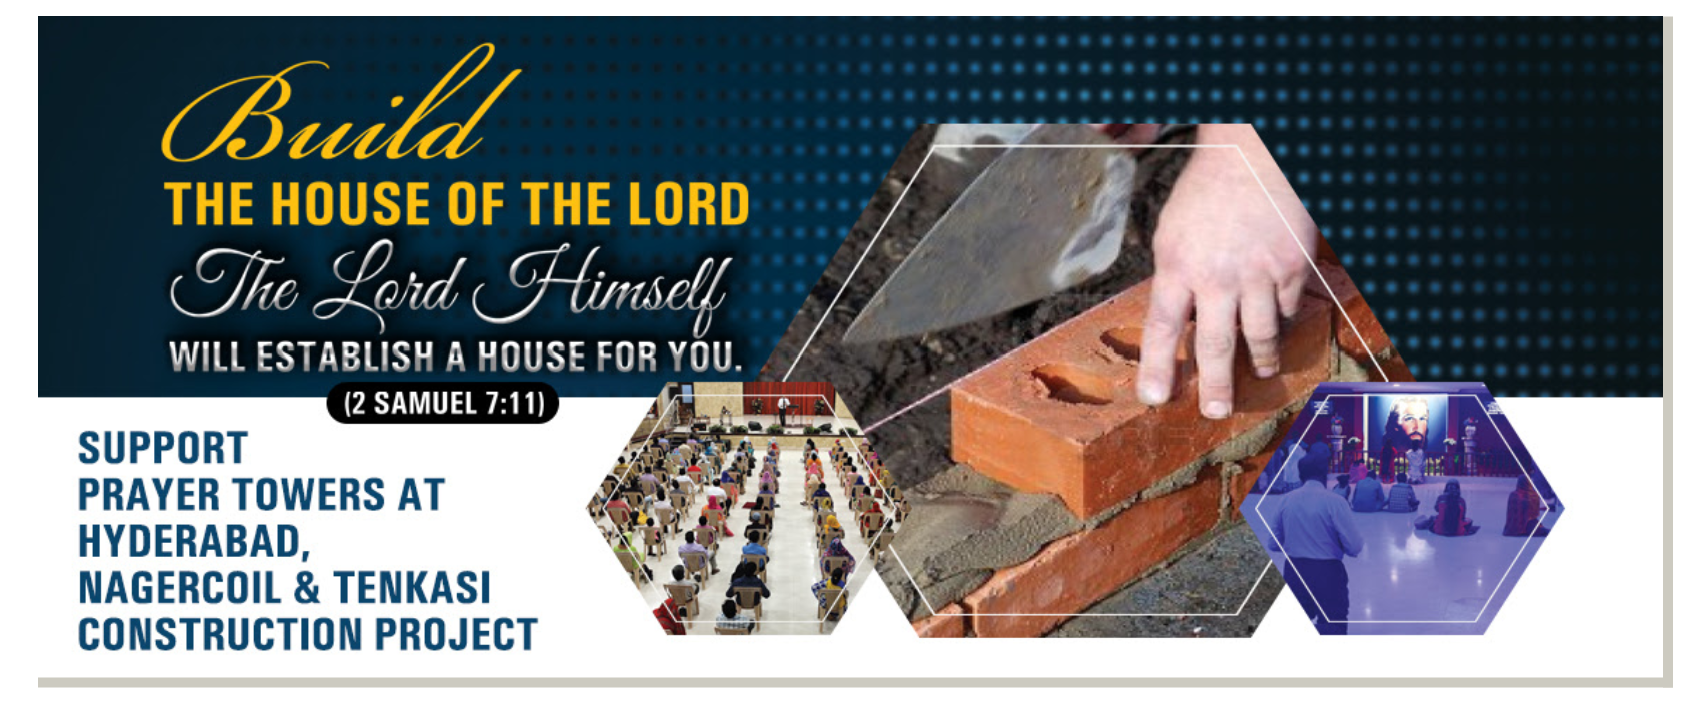 Build
THE HOUSE OF THE LORD
The Lord Himself
WILL ESTABLISH A HOUSE FOR YOU.
(2 SAMUEL 7:11)
SUPPORT
PRAYER TOWERS AT
HYDERABAD,
NAGERCOIL & TENKASI
CONSTRUCTION PROJECT